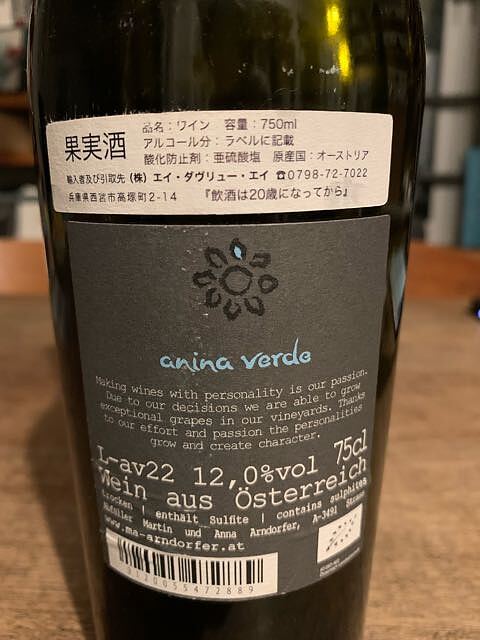 果実酒
品名：ワイン 容量：750ml
アルコール分：ラベルに記載
酸化防止剤：亜硫酸塩 原産国：オーストリア
輸入者及び引取先 (株) エイ・ダヴリュー・エイ ☎0798-72-7022
兵庫県西宮市高塚町2-14 『飲酒は20歳になってから』
anina verde
Making wines with personality is our passion.
Due to our decisions we are able to grow
exceptional grapes in our vineyards. Thanks
to our effort and passion the personalities
grow and create character.
L-av22 12,0%vol 75cl
Wein aus Österreich
trocken | enthält Sulfite | contains sulphites
Abfüller Martin und Anna Arndorfer, A-3491 Strass
www.ma-arndorfer.at
120055472889